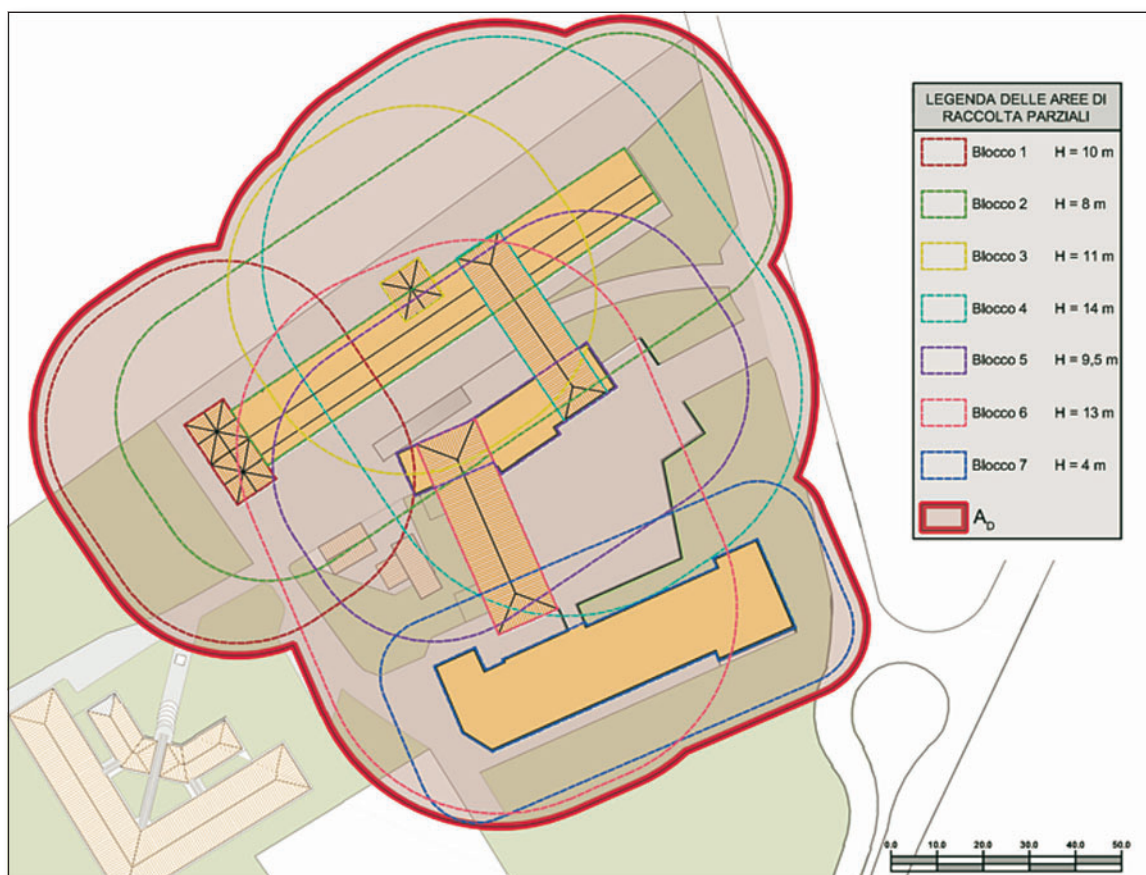 LEGENDA DELLE AREE DI
RACCOLTA PARZIALI
Blocco 1 H = 10 m
Blocco 2 H = 8 m
Blocco 3 H = 11 m
Blocco 4 H = 14 m
Blocco 5 H = 9,5 m
Blocco 6 H = 13 m
Blocco 7 H = 4 m
A_D
0.0 10.0 20.0 30.0 40.0 50.0